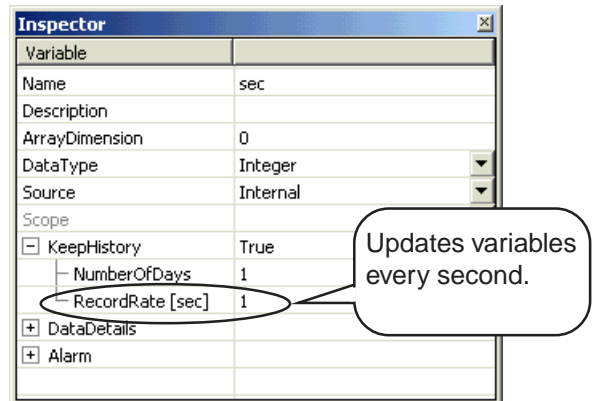 Inspector
Variable
Name sec
Description
ArrayDimension 0
DataType Integer
Source Internal
Scope
KeepHistory True
NumberOfDays 1
RecordRate [sec] 1
DataDetails
Alarm
Updates variables
every second.